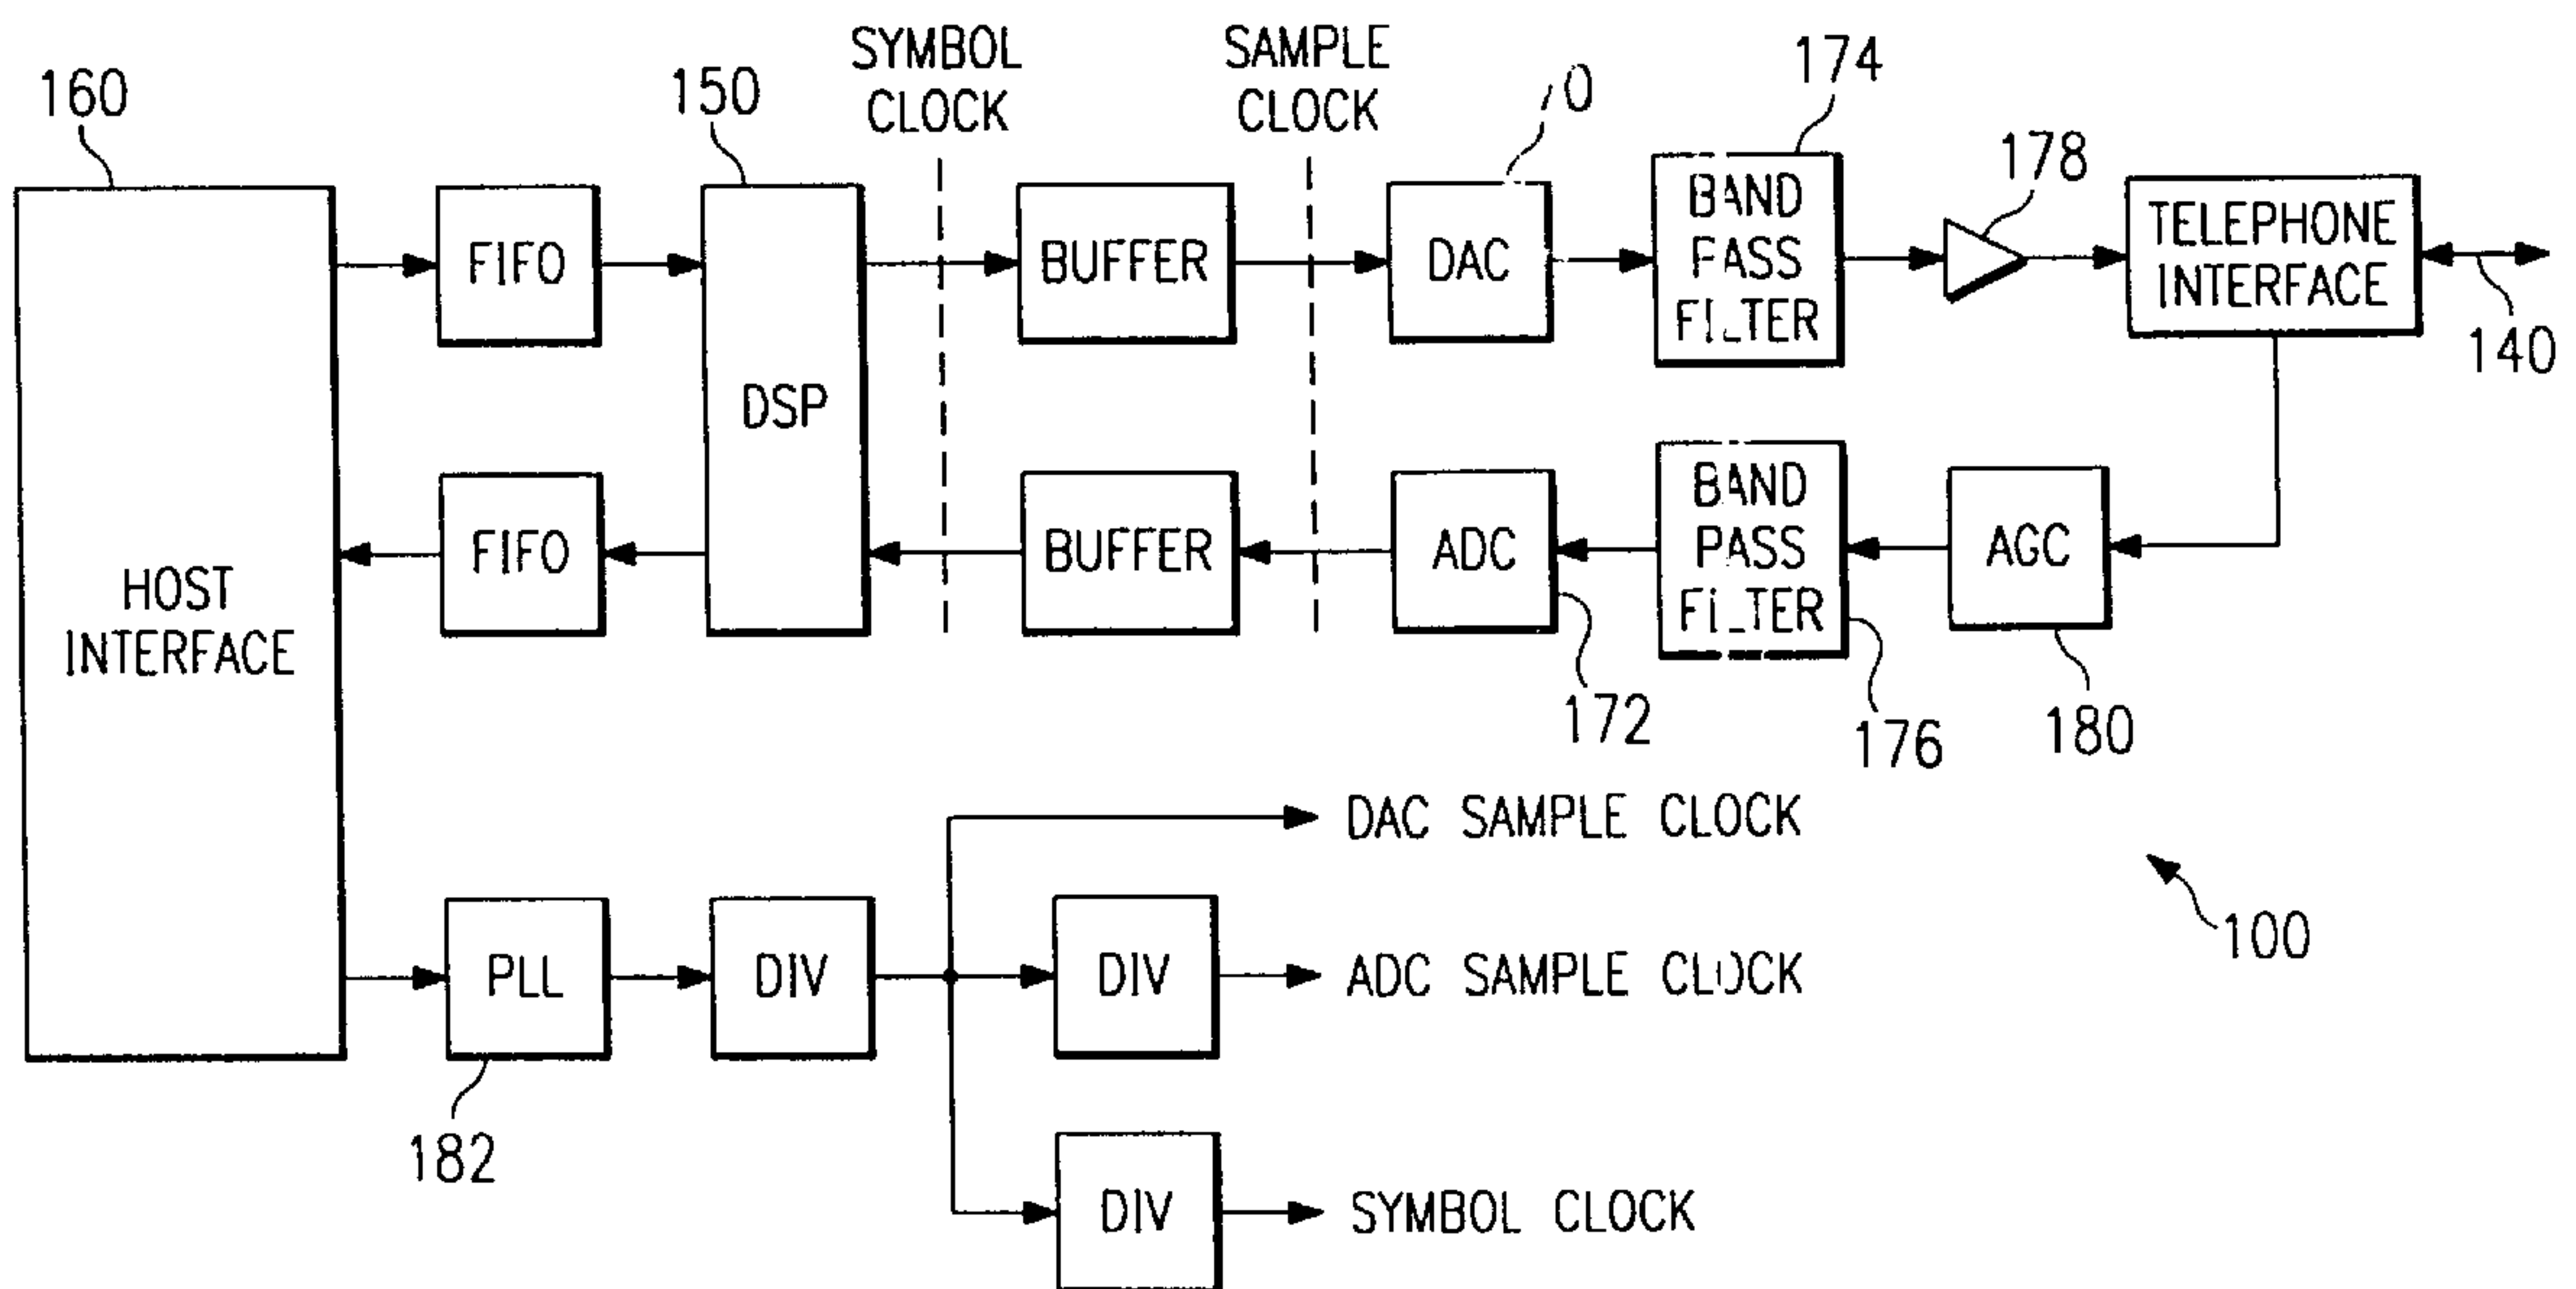 160
150
SYMBOL
CLOCK
SAMPLE
CLOCK
174
178
FIFO
BUFFER
DAC
BAND
PASS
FILTER
TELEPHONE
INTERFACE
140
DSP
HOST
INTERFACE
FIFO
BUFFER
ADC
BAND
PASS
FILTER
AGC
172
176
180
DAC SAMPLE CLOCK
PLL
DIV
DIV
ADC SAMPLE CLOCK
100
182
DIV
SYMBOL CLOCK